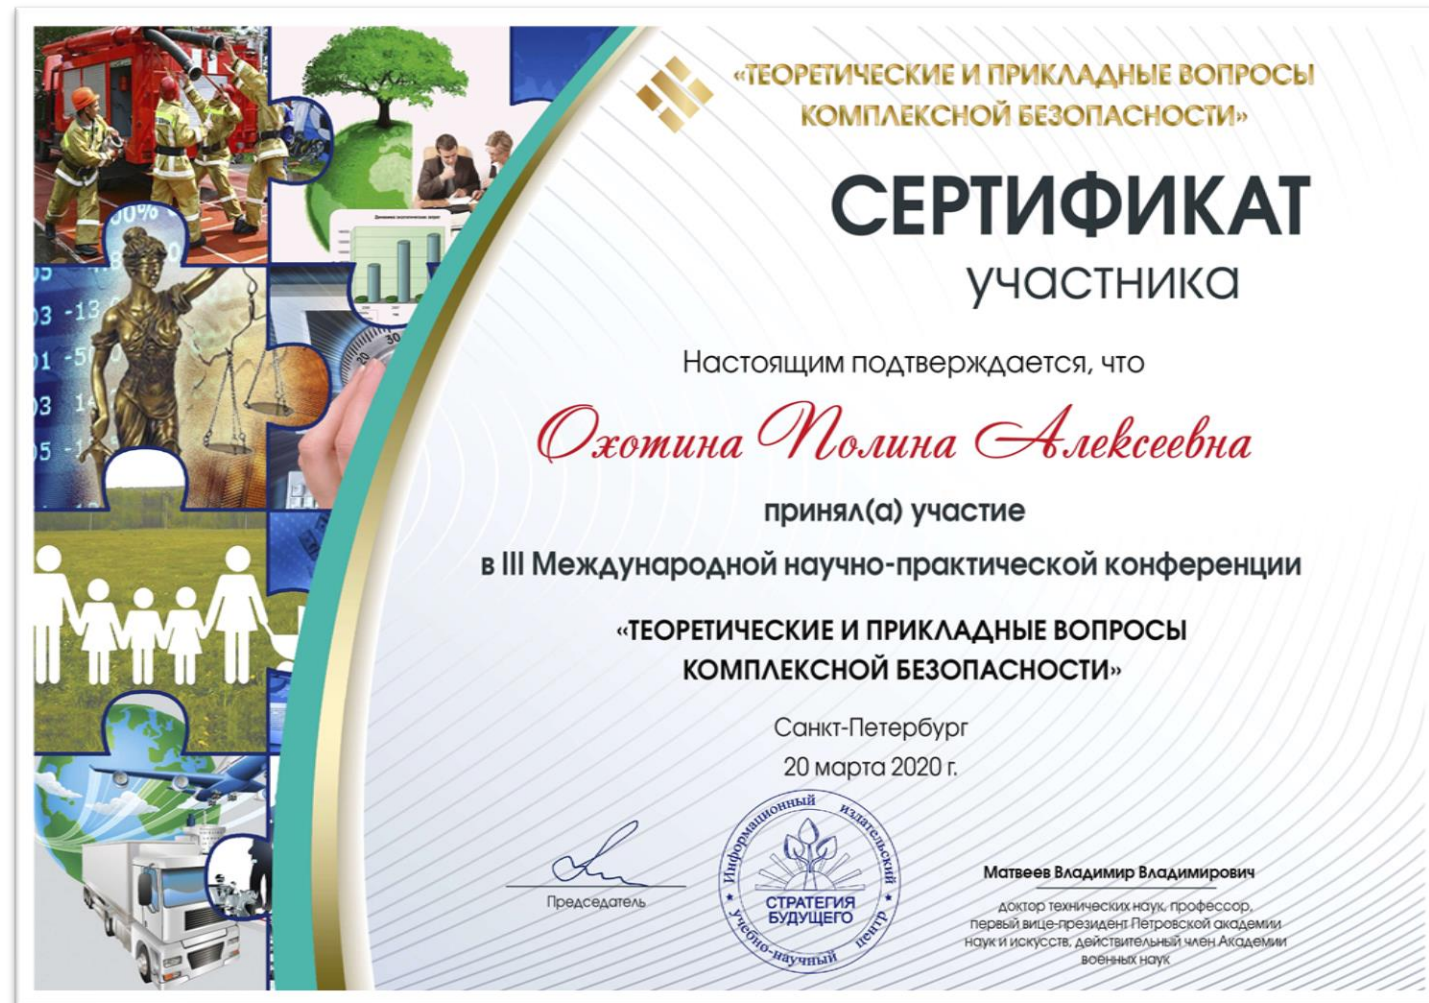 «ТЕОРЕТИЧЕСКИЕ И ПРИКЛАДНЫЕ ВОПРОСЫ
КОМПЛЕКСНОЙ БЕЗОПАСНОСТИ»
СЕРТИФИКАТ
участника
Настоящим подтверждается, что
Охотина Полина Алексеевна
принял(а) участие
в III Международной научно-практической конференции
«ТЕОРЕТИЧЕСКИЕ И ПРИКЛАДНЫЕ ВОПРОСЫ
КОМПЛЕКСНОЙ БЕЗОПАСНОСТИ»
Санкт-Петербург
20 марта 2020 г.
Председатель
Информационный издательский
учебно-научный центр
СТРАТЕГИЯ
БУДУЩЕГО
Матвеев Владимир Владимирович
доктор технических наук, профессор,
первый вице-президент Петровской академии
наук и искусств, действительный член Академии
военных наук